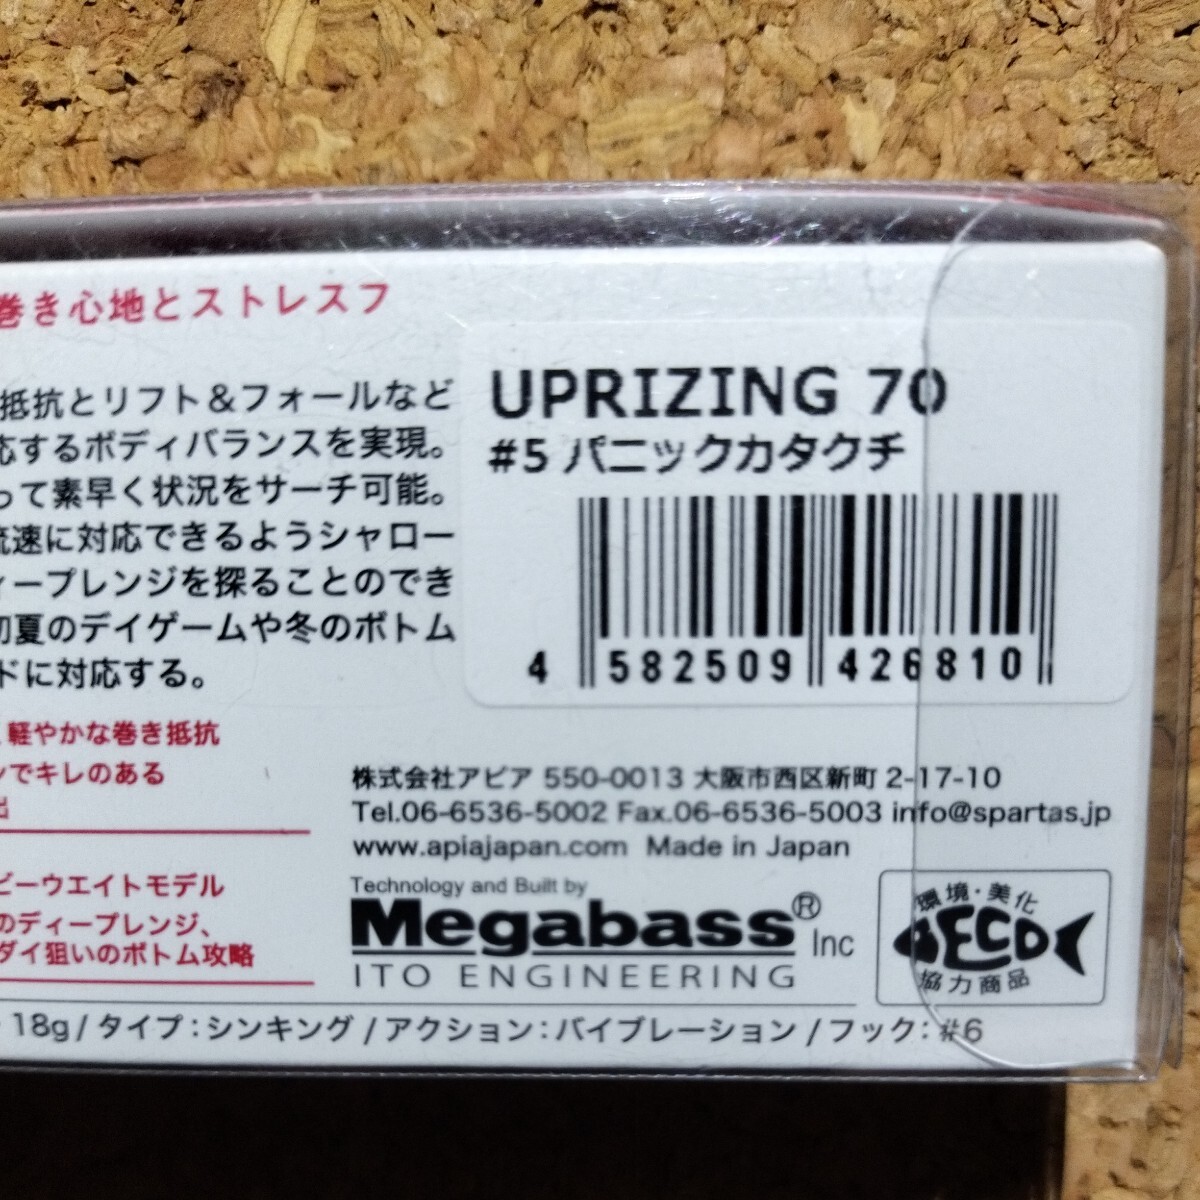 巻き心地とストレスフ
抵抗とリフト&フォールなど
応するボディバランスを実現。
って素早く状況をサーチ可能。
流速に対応できるようシャロー
ィープレンジを探ることのでき
初夏のデイゲームや冬のボトム
ドに対応する。
軽やかな巻き抵抗
ンでキレのある
出
ビーウエイトモデル
のディープレンジ、
ダイ狙いのボトム攻略
UPRIZING 70
#5 パニックカタクチ
4 582509 426810
株式会社アピア 550-0013 大阪市西区新町 2-17-10
Tel.06-6536-5002 Fax.06-6536-5003 info@spartas.jp
www.apiajapan.com Made in Japan
Technology and Built by
Megabass® Inc
ITO ENGINEERING
環境・美化
ECO
協力商品
18g / タイプ : シンキング / アクション : バイブレーション / フック : #6